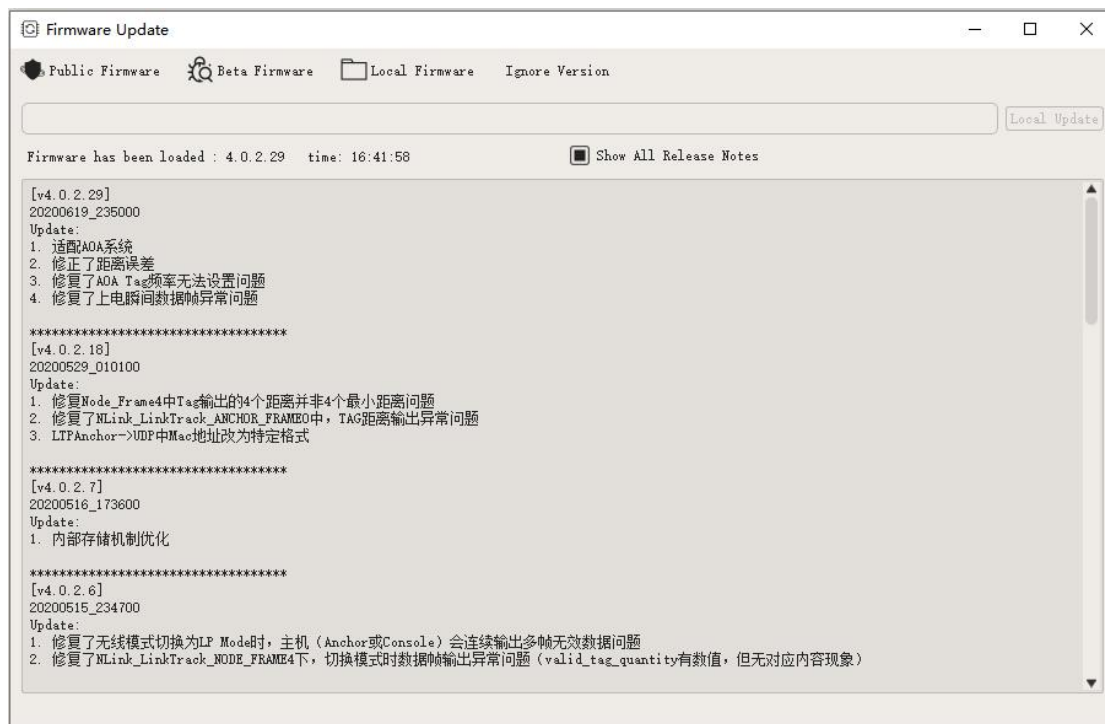 Firmware Update
Public Firmware Beta Firmware Local Firmware Ignore Version
Local Update
Firmware has been loaded : 4.0.2.29 time: 16:41:58 Show All Release Notes
[v4.0.2.29]
20200619_235000
Update:
1. 适配AOA系统
2. 修正了距离误差
3. 修复了AOA Tag频率无法设置问题
4. 修复了上电瞬间数据帧异常问题
***********************************
[v4.0.2.18]
20200529_010100
Update:
1. 修复Node_Frame4中Tag输出的4个距离并非4个最小距离问题
2. 修复了NLink_LinkTrack_ANCHOR_FRAME0中，TAG距离输出异常问题
3. LTPAnchor->UDP中Mac地址改为特定格式
***********************************
[v4.0.2.7]
20200516_173600
Update:
1. 内部存储机制优化
***********************************
[v4.0.2.6]
20200515_234700
Update:
1. 修复了无线模式切换为LP Mode时，主机（Anchor或Console）会连续输出多帧无效数据问题
2. 修复了NLink_LinkTrack_NODE_FRAME4下，切换模式时数据帧输出异常问题（valid_tag_quantity有数值，但无对应内容现象）